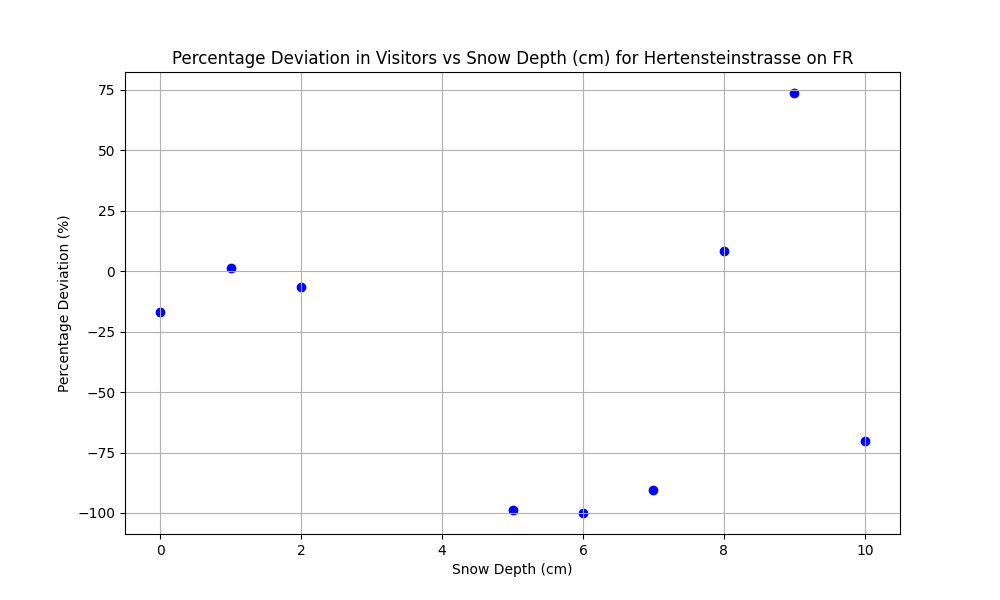 Percentage Deviation in Visitors vs Snow Depth (cm) for Hertensteinstrasse on FR
Percentage Deviation (%)
75
50
25
0
−25
−50
−75
−100
0 2 4 6 8 10
Snow Depth (cm)